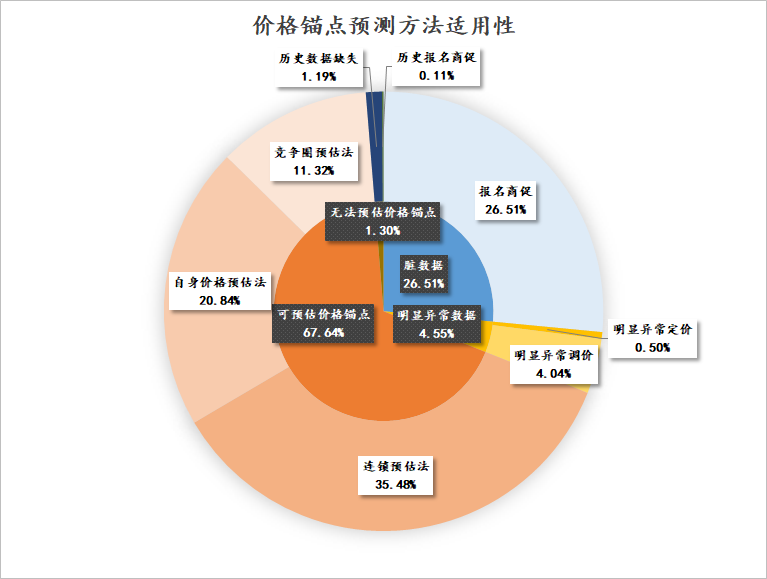 价格锚点预测方法适用性
历史数据缺失
1.19%
历史报名商促
0.11%
竞争圈预估法
11.32%
报名商促
26.51%
无法预估价格锚点
1.30%
脏数据
26.51%
自身价格预估法
20.84%
可预估价格锚点
67.64%
明显异常数据
4.55%
明显异常定价
0.50%
明显异常调价
4.04%
连锁预估法
35.48%